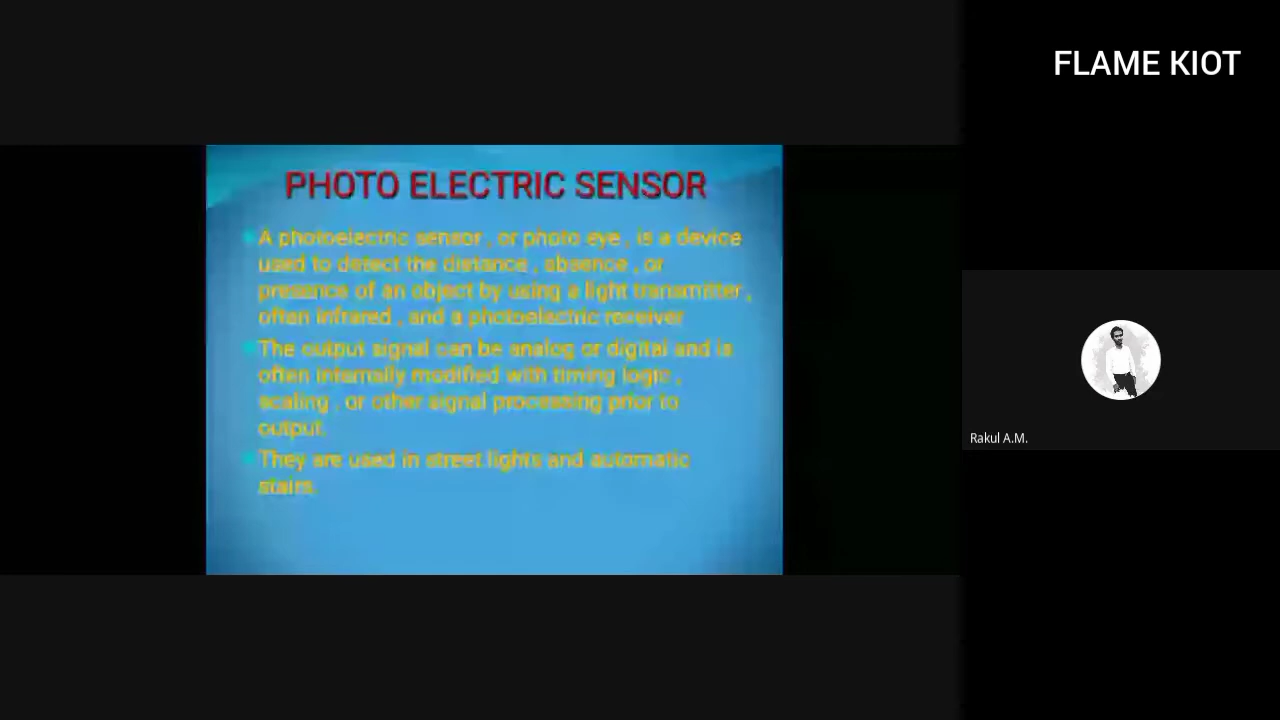 FLAME KIOT
PHOTO ELECTRIC SENSOR
A photoelectric sensor , or photo eye , is a device
used to detect the distance , absence , or
presence of an object by using a light transmitter ,
often infrared , and a photoelectric receiver
The output signal can be analog or digital and is
often internally modified with timing logic ,
scaling , or other signal processing prior to
output.
They are used in street lights and automatic
stairs.
Rakul A.M.